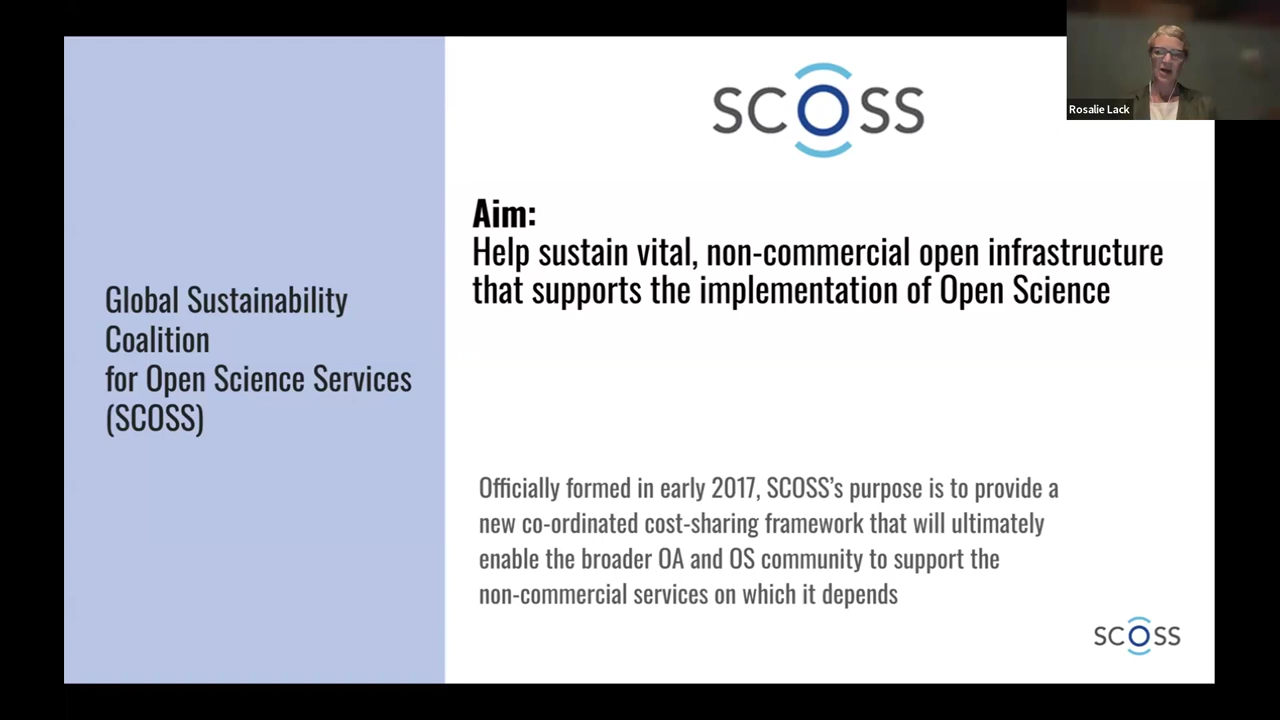 SCOSS
Rosalie Lack
Aim:
Help sustain vital, non-commercial open infrastructure
that supports the implementation of Open Science
Global Sustainability
Coalition
for Open Science Services
(SCOSS)
Officially formed in early 2017, SCOSS’s purpose is to provide a
new co-ordinated cost-sharing framework that will ultimately
enable the broader OA and OS community to support the
non-commercial services on which it depends
SCOSS